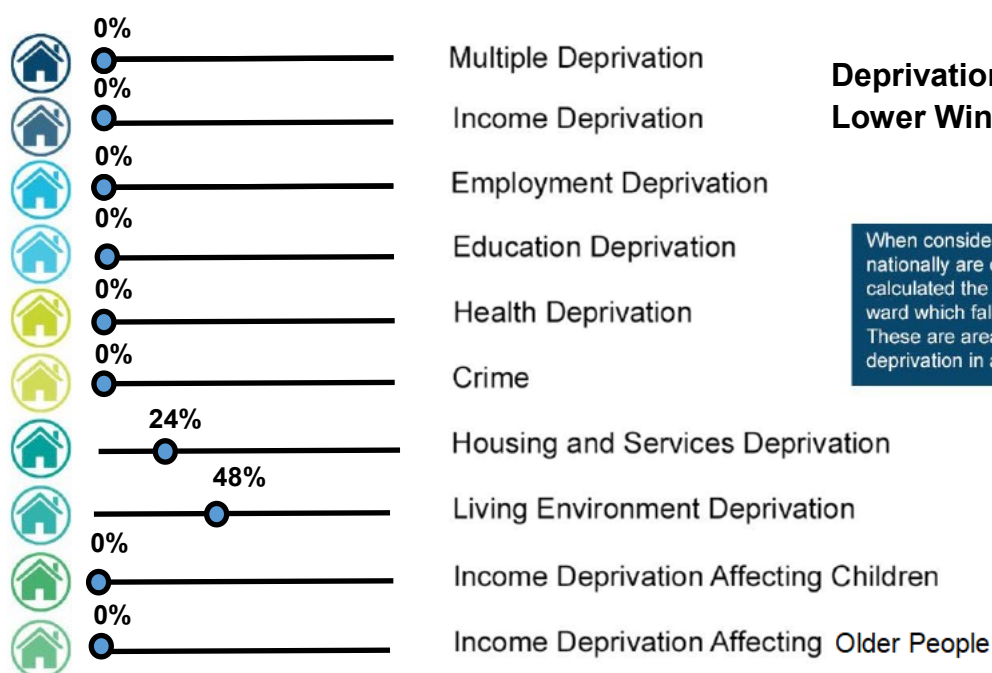 0%
Multiple Deprivation
Deprivation
Lower Win
0%
Income Deprivation
0%
Employment Deprivation
0%
Education Deprivation
When conside
nationally are
calculated the
ward which fal
These are area
deprivation in a
0%
Health Deprivation
0%
Crime
24%
Housing and Services Deprivation
48%
Living Environment Deprivation
0%
Income Deprivation Affecting Children
0%
Income Deprivation Affecting Older People